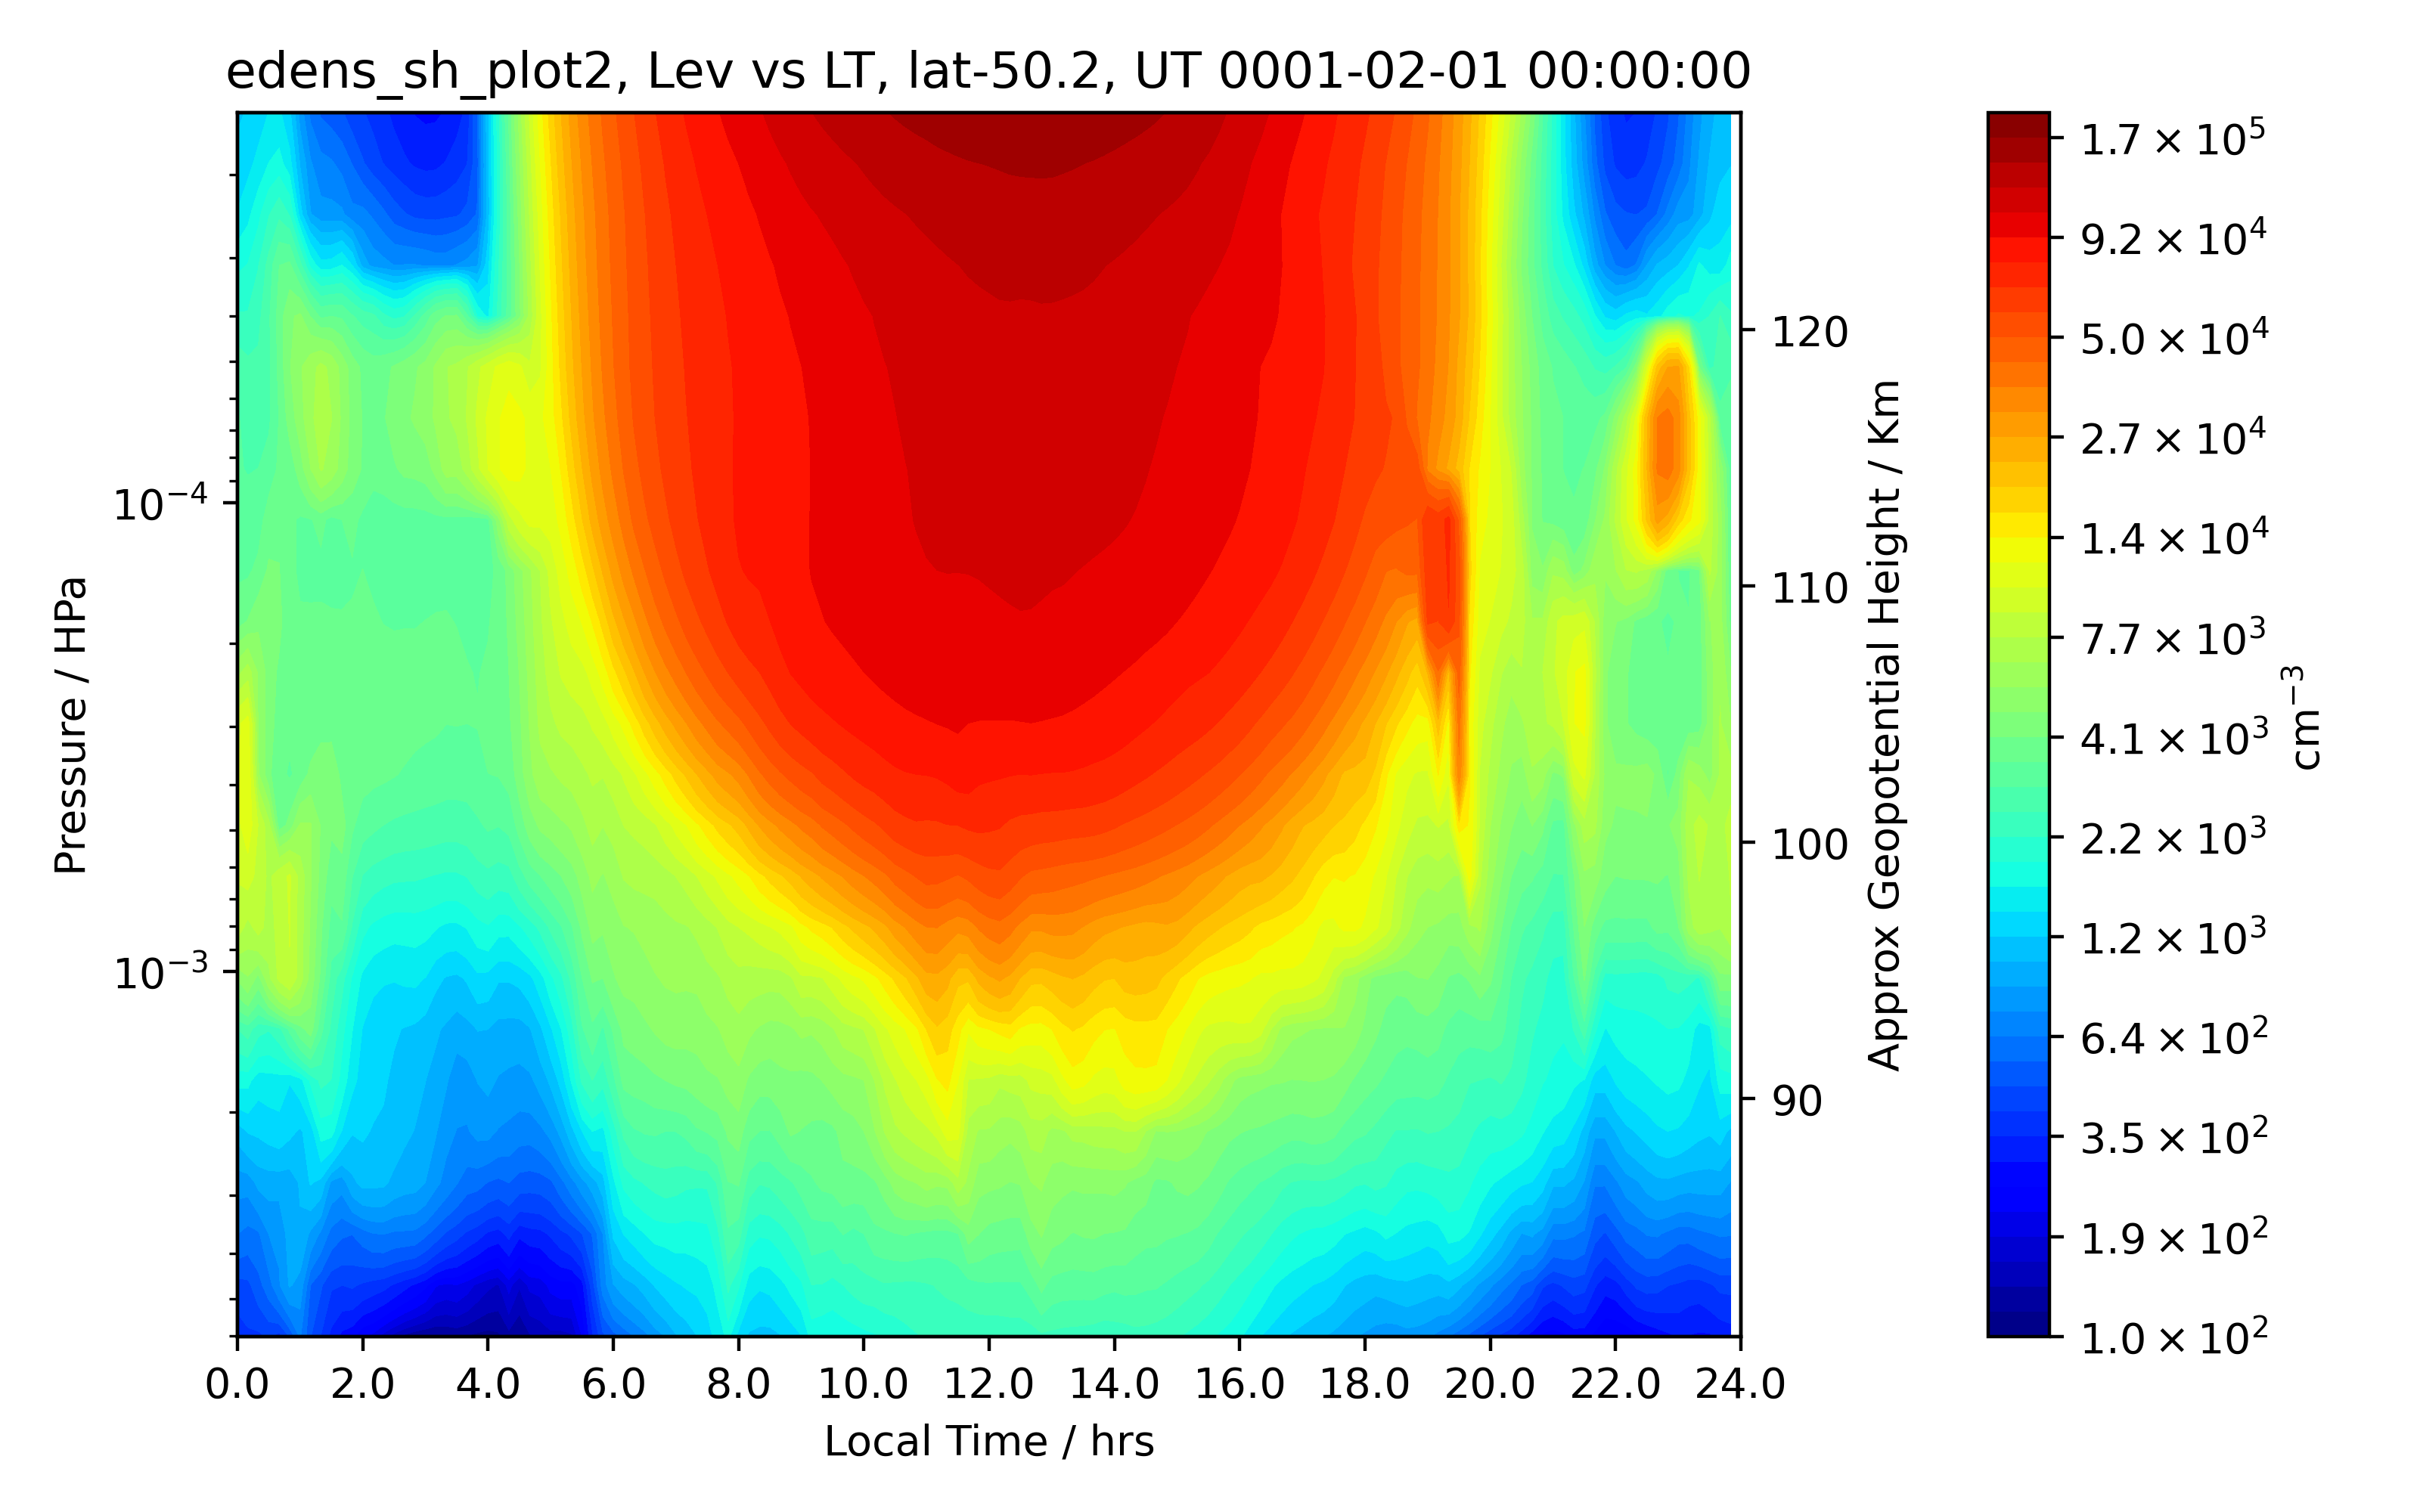 edens_sh_plot2, Lev vs LT, lat-50.2, UT 0001-02-01 00:00:00
Pressure / HPa
10⁻⁴
10⁻³
0.0 2.0 4.0 6.0 8.0 10.0 12.0 14.0 16.0 18.0 20.0 22.0 24.0
Local Time / hrs
120
110
100
90
Approx Geopotential Height / Km
1.7 × 10⁵
9.2 × 10⁴
5.0 × 10⁴
2.7 × 10⁴
1.4 × 10⁴
7.7 × 10³
4.1 × 10³
2.2 × 10³
1.2 × 10³
6.4 × 10²
3.5 × 10²
1.9 × 10²
1.0 × 10²
cm⁻³